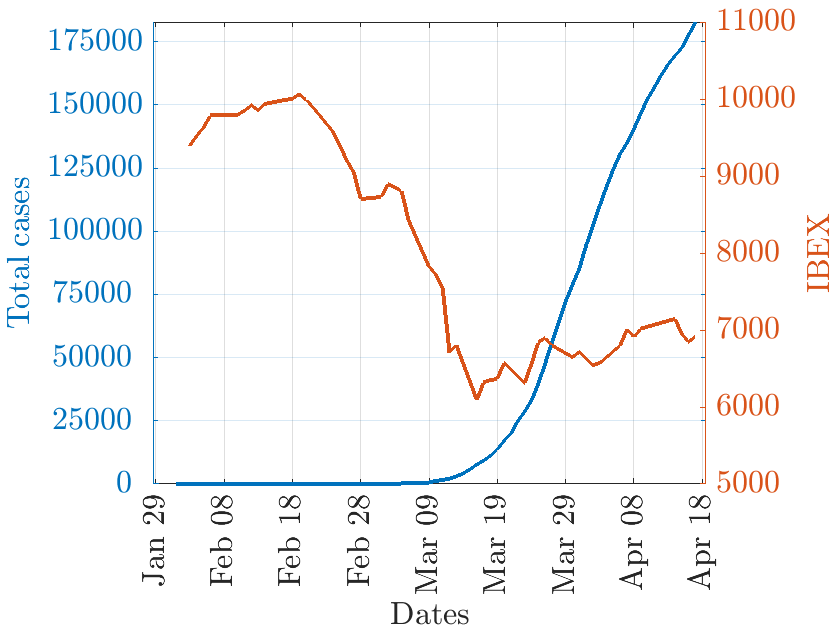 175000
150000
125000
100000
75000
50000
25000
0
Total cases
11000
10000
9000
8000
7000
6000
5000
IBEX
Jan 29
Feb 08
Feb 18
Feb 28
Mar 09
Mar 19
Mar 29
Apr 08
Apr 18
Dates